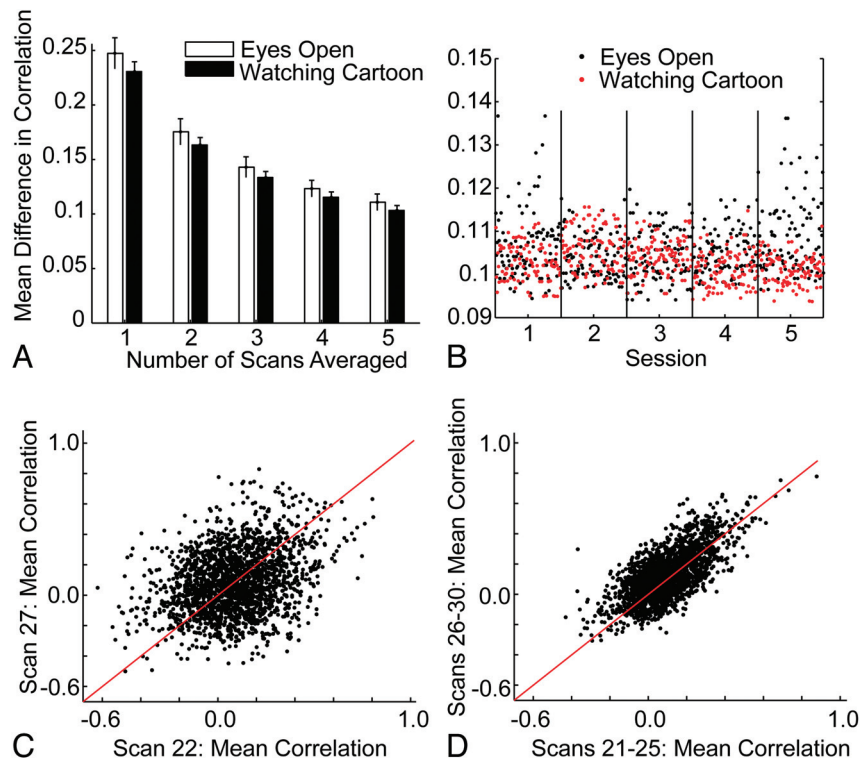 Mean Difference in Correlation
0.25
0.2
0.15
0.1
0.05
0
Eyes Open
Watching Cartoon
1 2 3 4 5
Number of Scans Averaged
A
Eyes Open
Watching Cartoon
0.15
0.14
0.13
0.12
0.11
0.1
0.09
1 2 3 4 5
Session
B
Scan 27: Mean Correlation
1.0
0.0
-0.6
-0.6 0.0 1.0
Scan 22: Mean Correlation
C
Scans 26-30: Mean Correlation
1.0
0.0
-0.6
-0.6 0.0 1.0
Scans 21-25: Mean Correlation
D